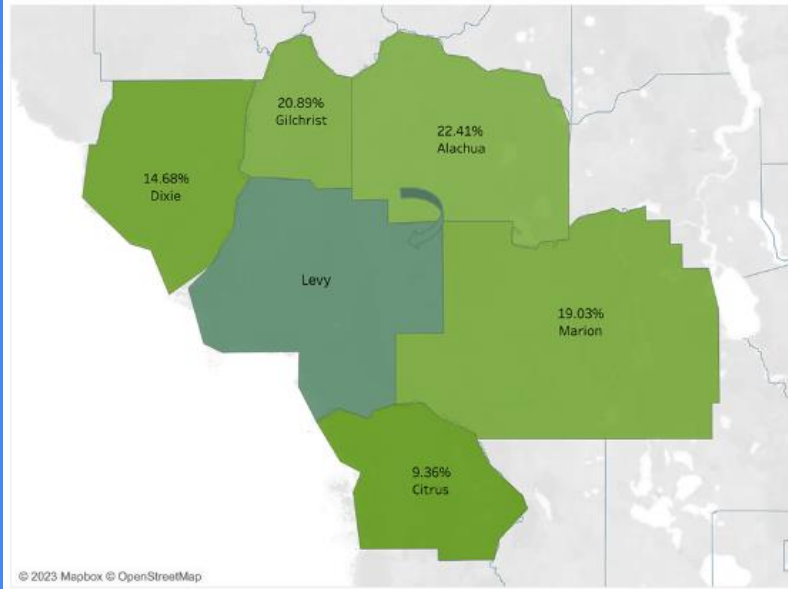 20.89%
Gilchrist
22.41%
Alachua
14.68%
Dixie
Levy
19.03%
Marion
9.36%
Citrus
© 2023 Mapbox © OpenStreetMap